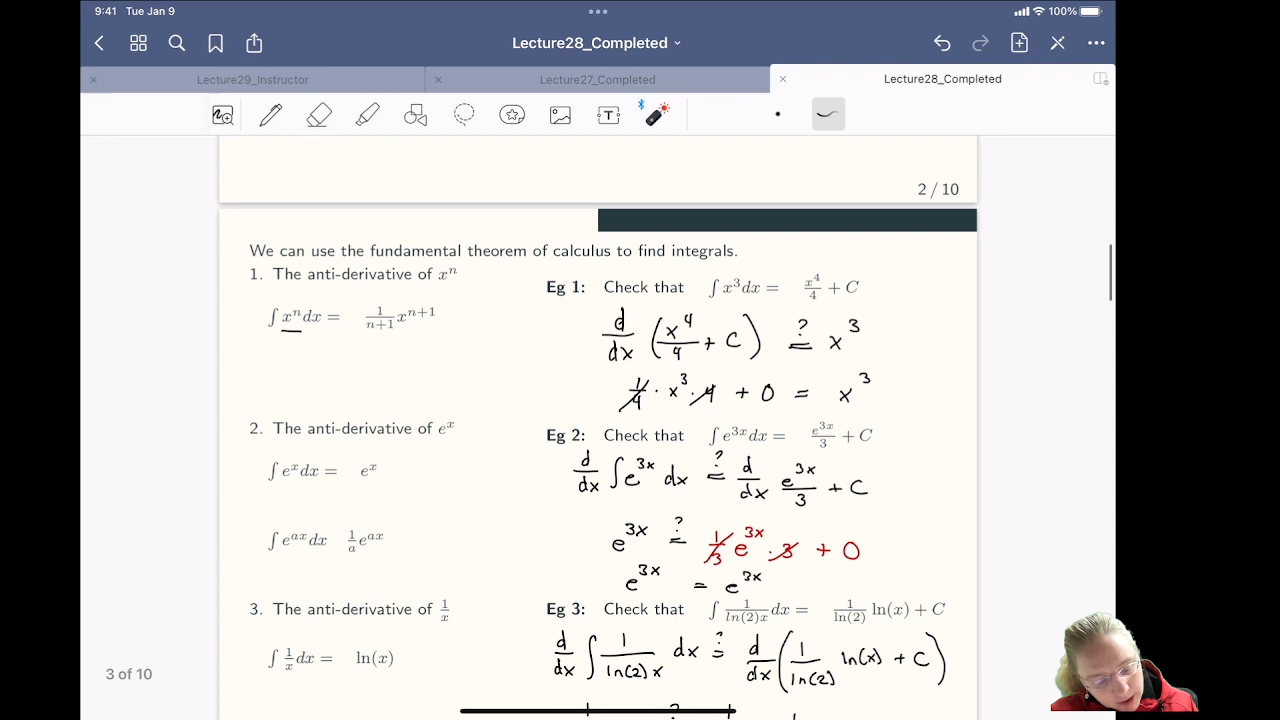 9:41 Tue Jan 9
100%
Lecture28_Completed
Lecture29_Instructor
Lecture27_Completed
Lecture28_Completed
T
2 / 10
We can use the fundamental theorem of calculus to find integrals.
1. The anti-derivative of xⁿ
∫ xⁿdx = 1/(n+1) xⁿ⁺¹
Eg 1: Check that ∫ x³dx = x⁴/4 + C
d/dx (x⁴/4 + C) ?= x³
1/4 · x³ · 4 + 0 = x³
2. The anti-derivative of eˣ
∫ eˣdx = eˣ
∫ eᵃˣdx 1/a eᵃˣ
Eg 2: Check that ∫ e³ˣdx = e³ˣ/3 + C
d/dx ∫ e³ˣ dx ?= d/dx e³ˣ/3 + C
e³ˣ ?= 1/3 e³ˣ · 3 + 0
e³ˣ = e³ˣ
3. The anti-derivative of 1/x
∫ 1/x dx = ln(x)
Eg 3: Check that ∫ 1/(ln(2)x) dx = 1/ln(2) ln(x) + C
d/dx ∫ 1/(ln(2)x) dx ?= d/dx (1/ln(2) ln(x) + C)
3 of 10